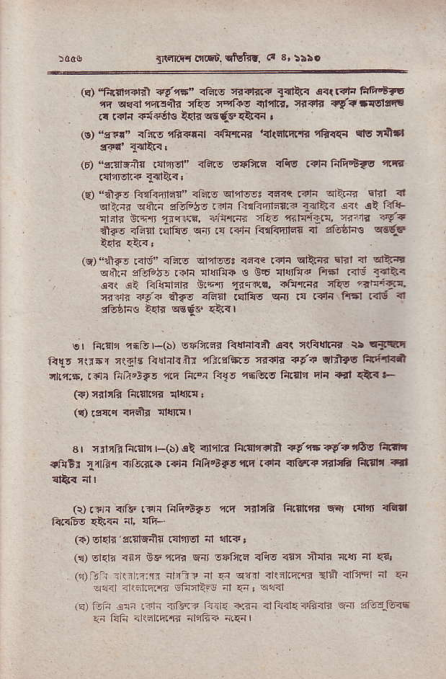 ১৫৫৬
বাংলাদেশ গেজেট, অতিরিক্ত, মে ৪, ১৯৯০
(ঘ) “নিয়োগকারী কর্তৃপক্ষ” বলিতে সরকারকে বুঝাইবে এবং কোন নির্দিষ্টকৃত
পদ অথবা পদশ্রেণীর সহিত সম্পর্কিত ব্যাপারে, সরকার কর্তৃক ক্ষমতাপ্রদত্ত
যে কোন কর্মকর্তাও ইহার অন্তর্ভুক্ত হইবেন ;
(ঙ) “প্রকল্প” বলিতে পরিকল্পনা কমিশনের ‘বাংলাদেশের পরিবহন খাত সমীক্ষা
প্রকল্প’ বুঝাইবে ;
(চ) “প্রয়োজনীয় যোগ্যতা” বলিতে তফসিলে বর্ণিত কোন নির্দিষ্টকৃত পদের
যোগ্যতাকে বুঝাইবে ;
(ছ) “স্বীকৃত বিশ্ববিদ্যালয়” বলিতে আপাততঃ বলবৎ কোন আইনের দ্বারা বা
আইনের অধীনে প্রতিষ্ঠিত কোন বিশ্ববিদ্যালয়কে বুঝাইবে এবং এই বিধি-
মালার উদ্দেশ্য পূরণকল্পে, কমিশনের সহিত পরামর্শক্রমে, সরকার কর্তৃক
স্বীকৃত বলিয়া ঘোষিত অন্য যে কোন বিশ্ববিদ্যালয় বা প্রতিষ্ঠানও অন্তর্ভুক্ত
ইহার হইবে ;
(জ) “স্বীকৃত বোর্ড” বলিতে আপাততঃ বলবৎ কোন আইনের দ্বারা বা আইনের
অধীনে প্রতিষ্ঠিত কোন মাধ্যমিক ও উচ্চ মাধ্যমিক শিক্ষা বোর্ড বুঝাইবে
এবং এই বিধিমালার উদ্দেশ্য পূরণকল্পে, কমিশনের সহিত পরামর্শক্রমে,
সরকার কর্তৃক স্বীকৃত বলিয়া ঘোষিত অন্য যে কোন শিক্ষা বোর্ড বা
প্রতিষ্ঠানও ইহার অন্তর্ভুক্ত হইবে ।
৩। নিয়োগ পদ্ধতি ।—(১) তফসিলের বিধানাবলী এবং সংবিধানের ২৯ অনুচ্ছেদে
বিধৃত সংরক্ষণ সংক্রান্ত বিধানাবলীর পরিপ্রেক্ষিতে সরকার কর্তৃক জারীকৃত নির্দেশাবলী
সাপেক্ষে, কোন নির্দিষ্টকৃত পদে নিম্নে বিধৃত পদ্ধতিতে নিয়োগ দান করা হইবে :—
(ক) সরাসরি নিয়োগের মাধ্যমে ;
(খ) প্রেষণে বদলীর মাধ্যমে ।
৪। সরাসরি নিয়োগ ।—(১) এই ব্যাপারে নিয়োগকারী কর্তৃপক্ষ কর্তৃক গঠিত নিয়োগ
কমিটির সুপারিশ ব্যতিরেকে কোন নির্দিষ্টকৃত পদে কোন ব্যক্তিকে সরাসরি নিয়োগ করা
যাইবে না ।
(২) কোন ব্যক্তি কোন নির্দিষ্টকৃত পদে সরাসরি নিয়োগের জন্য যোগ্য বলিয়া
বিবেচিত হইবেন না, যদি—
(ক) তাহার প্রয়োজনীয় যোগ্যতা না থাকে ;
(খ) তাহার বয়স উক্ত পদের জন্য তফসিলে বর্ণিত বয়স সীমার মধ্যে না হয়;
(গ) তিনি বাংলাদেশের নাগরিক না হন অথবা বাংলাদেশের স্থায়ী বাসিন্দা না হন
অথবা বাংলাদেশের ডমিসাইল্ড না হন ; অথবা
(ঘ) তিনি এমন কোন ব্যক্তিকে বিবাহ করেন বা বিবাহ করিবার জন্য প্রতিশ্রুতিবদ্ধ
হন যিনি বাংলাদেশের নাগরিক নহেন ।